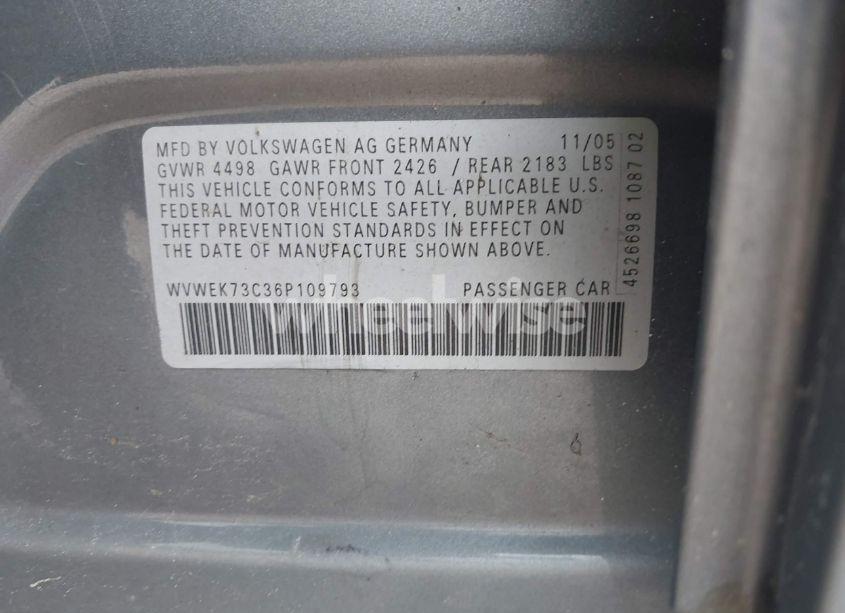 MFD BY VOLKSWAGEN AG GERMANY 11/05
GVWR 4498 GAWR FRONT 2426 / REAR 2183 LBS
THIS VEHICLE CONFORMS TO ALL APPLICABLE U.S.
FEDERAL MOTOR VEHICLE SAFETY, BUMPER AND
THEFT PREVENTION STANDARDS IN EFFECT ON
THE DATE OF MANUFACTURE SHOWN ABOVE.
WVWEK73C36P109793 PASSENGER CAR
4526698 1087 02
wheelwise